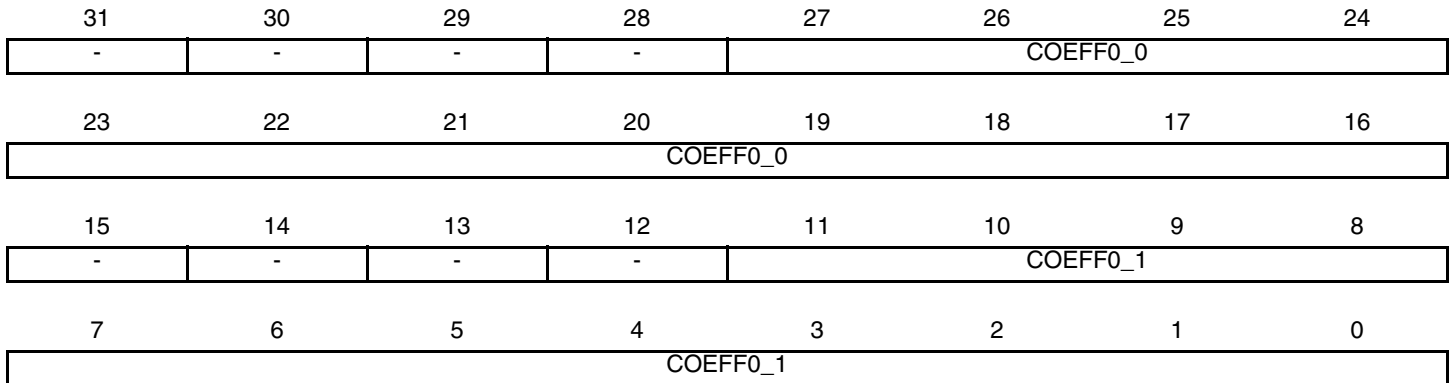 31 30 29 28 27 26 25 24
- - - - COEFF0_0
23 22 21 20 19 18 17 16
COEFF0_0
15 14 13 12 11 10 9 8
- - - - COEFF0_1
7 6 5 4 3 2 1 0
COEFF0_1